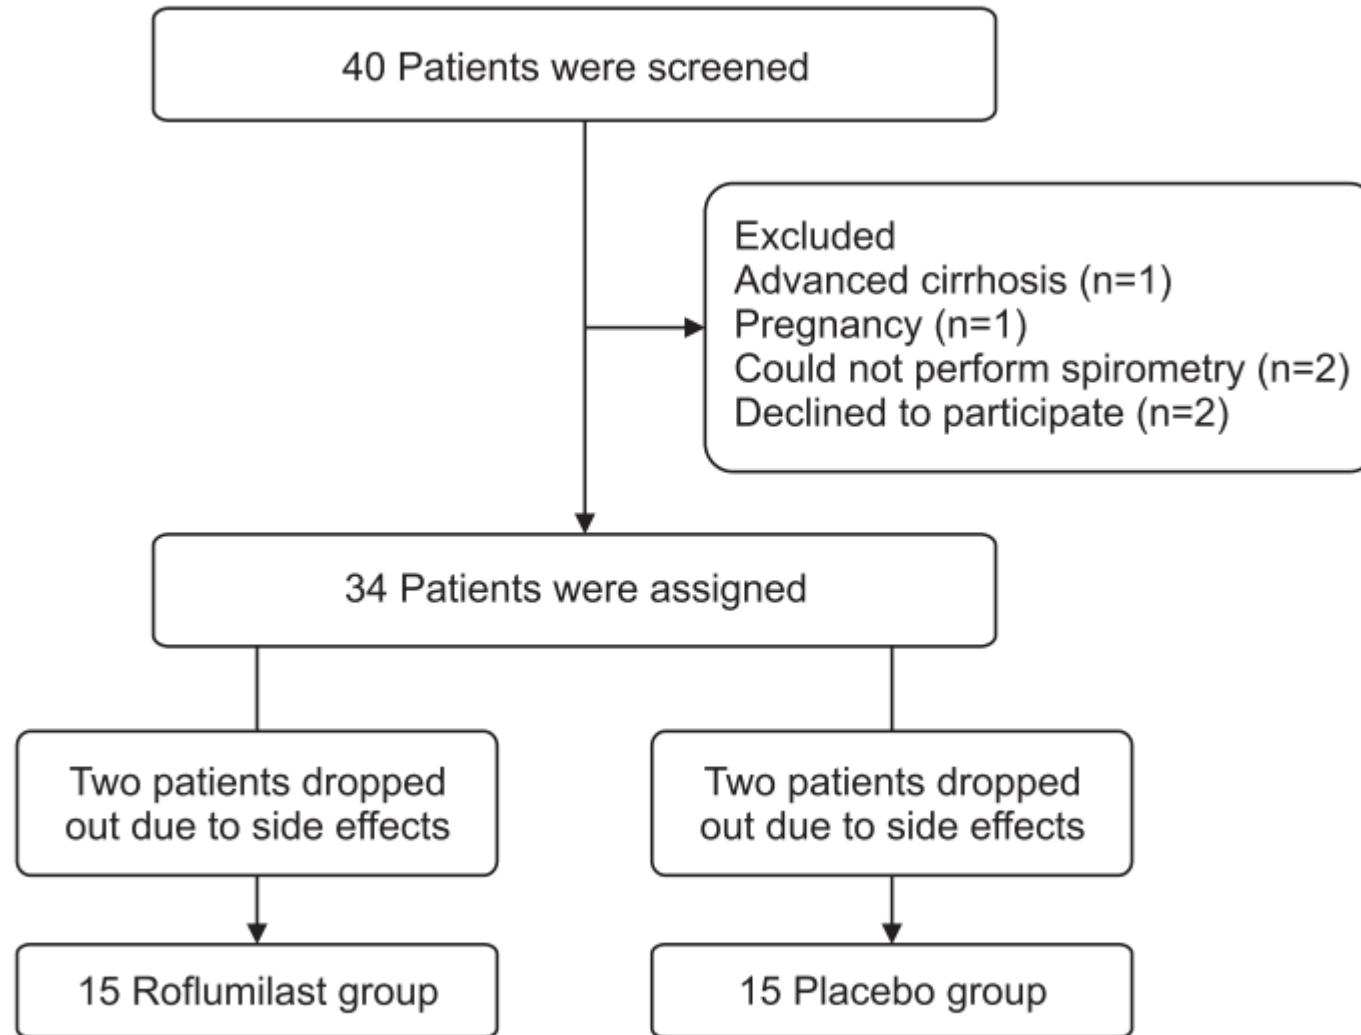 40 Patients were screened
Excluded
Advanced cirrhosis (n=1)
Pregnancy (n=1)
Could not perform spirometry (n=2)
Declined to participate (n=2)
34 Patients were assigned
Two patients dropped
out due to side effects
Two patients dropped
out due to side effects
15 Roflumilast group
15 Placebo group